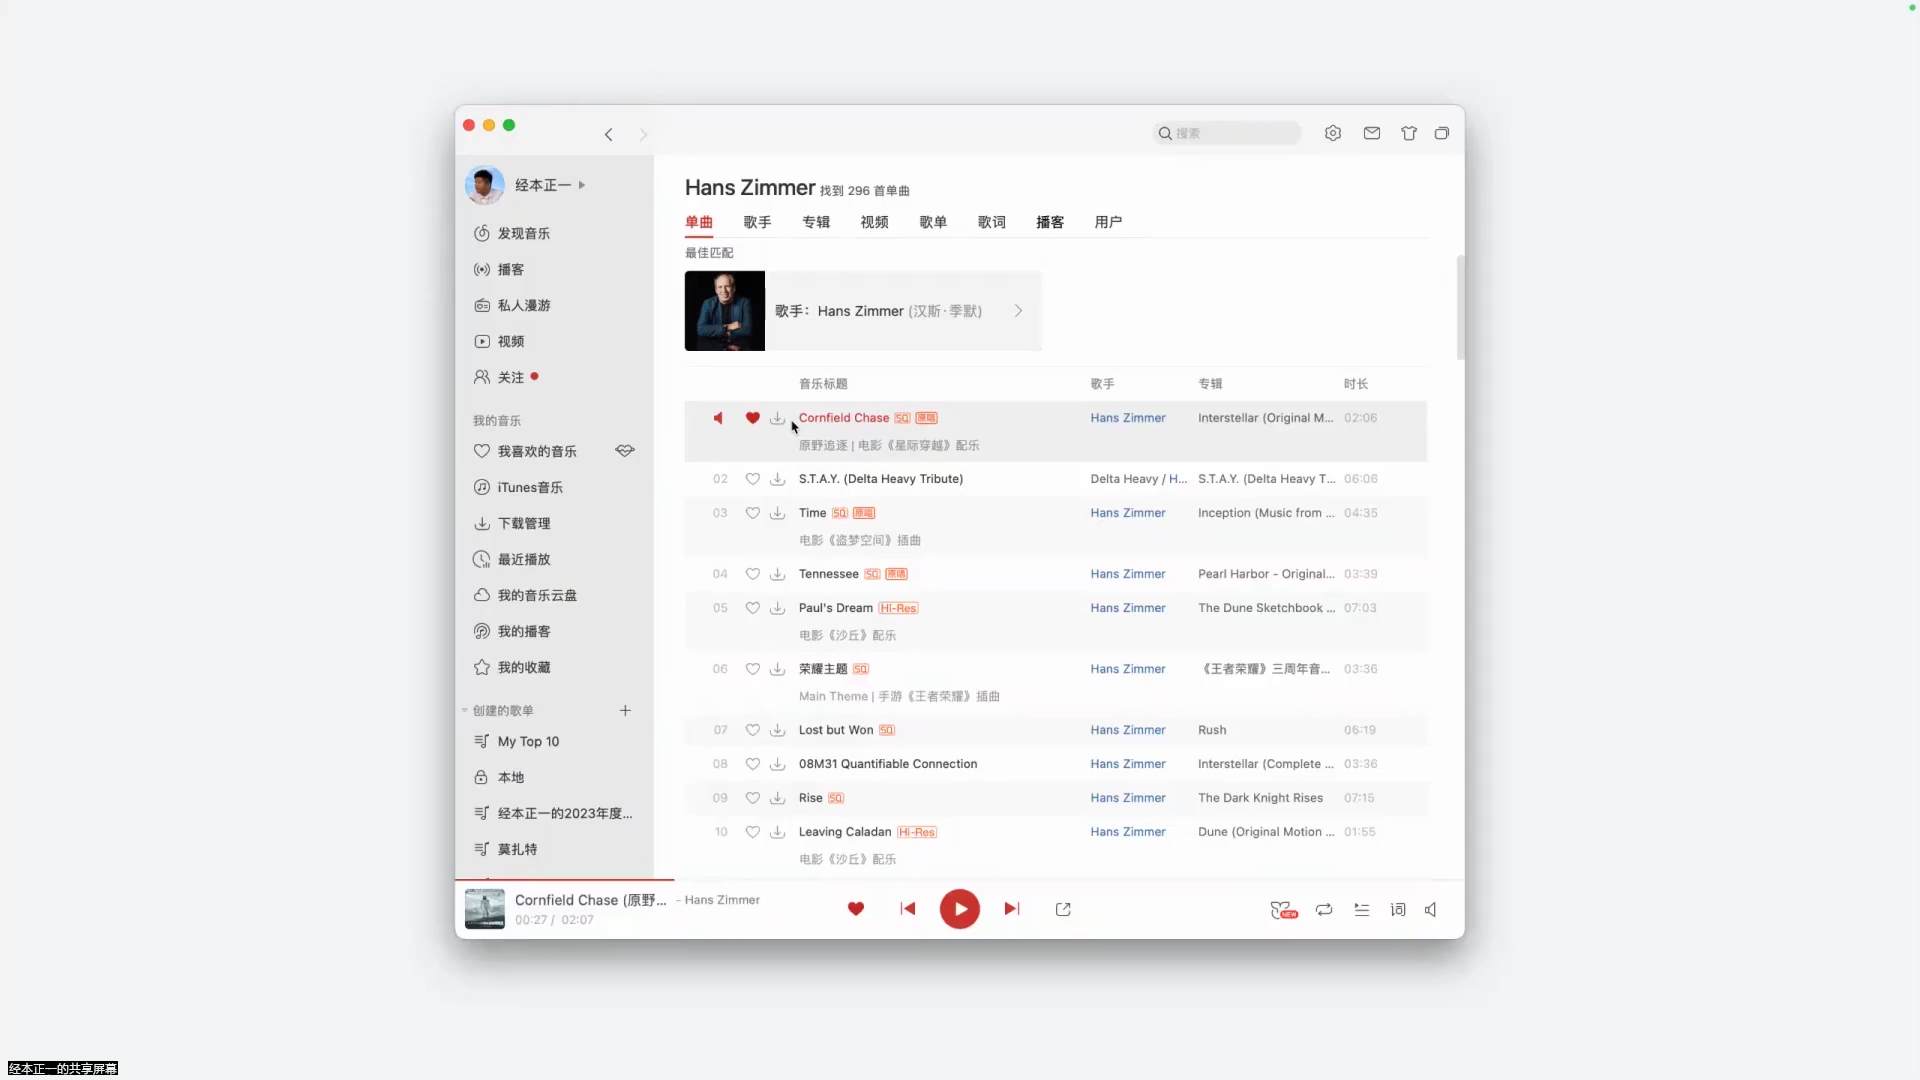 搜索
经本正一
发现音乐
播客
私人漫游
视频
关注
我的音乐
我喜欢的音乐
iTunes音乐
下载管理
最近播放
我的音乐云盘
我的播客
我的收藏
创建的歌单
My Top 10
本地
经本正一的2023年度...
莫扎特
Hans Zimmer 找到 296 首单曲
单曲 歌手 专辑 视频 歌单 歌词 播客 用户
最佳匹配
歌手：Hans Zimmer (汉斯·季默)
音乐标题 歌手 专辑 时长
Cornfield Chase SQ 原唱 Hans Zimmer Interstellar (Original M... 02:06
原野追逐 | 电影《星际穿越》配乐
02 S.T.A.Y. (Delta Heavy Tribute) Delta Heavy / H... S.T.A.Y. (Delta Heavy T... 06:06
03 Time SQ 原唱 Hans Zimmer Inception (Music from ... 04:35
电影《盗梦空间》插曲
04 Tennessee SQ 原唱 Hans Zimmer Pearl Harbor - Original... 03:39
05 Paul's Dream Hi-Res Hans Zimmer The Dune Sketchbook ... 07:03
电影《沙丘》配乐
06 荣耀主题 SQ Hans Zimmer 《王者荣耀》三周年音... 03:36
Main Theme | 手游《王者荣耀》插曲
07 Lost but Won SQ Hans Zimmer Rush 06:19
08 08M31 Quantifiable Connection Hans Zimmer Interstellar (Complete ... 03:36
09 Rise SQ Hans Zimmer The Dark Knight Rises 07:15
10 Leaving Caladan Hi-Res Hans Zimmer Dune (Original Motion ... 01:55
电影《沙丘》配乐
Cornfield Chase (原野... - Hans Zimmer
00:27 / 02:07
NEW
词
经本正一的共享屏幕